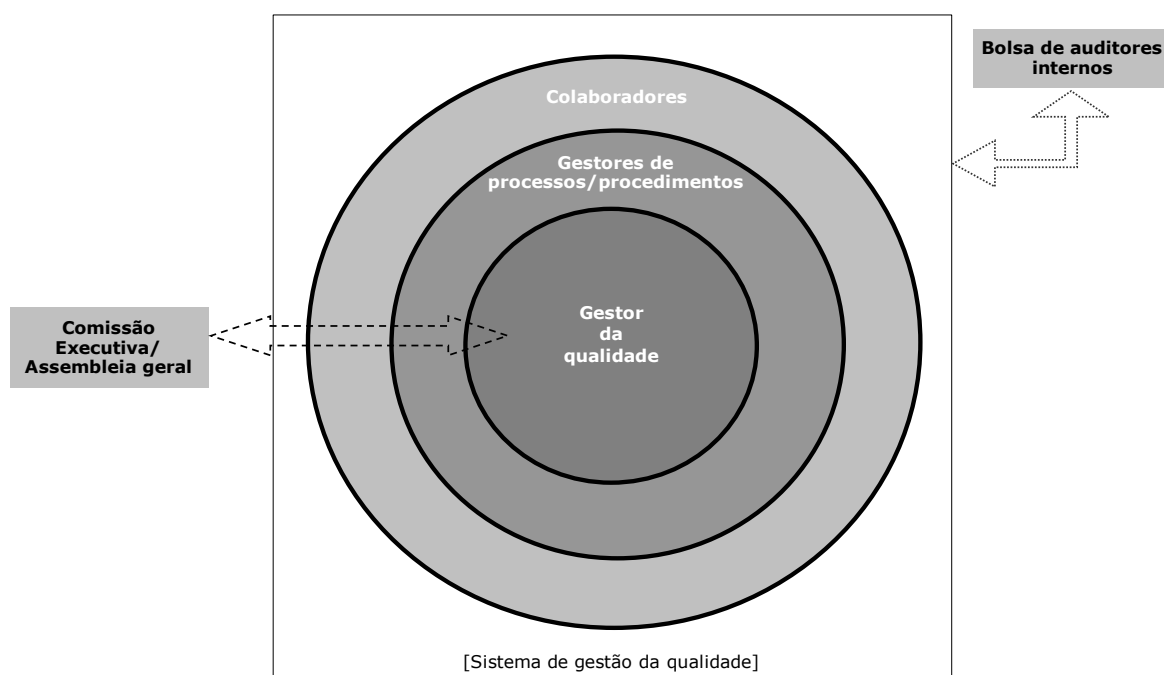 Bolsa de auditores
internos
Colaboradores
Gestores de
processos/procedimentos
Gestor
da
qualidade
Comissão
Executiva/
Assembleia geral
[Sistema de gestão da qualidade]